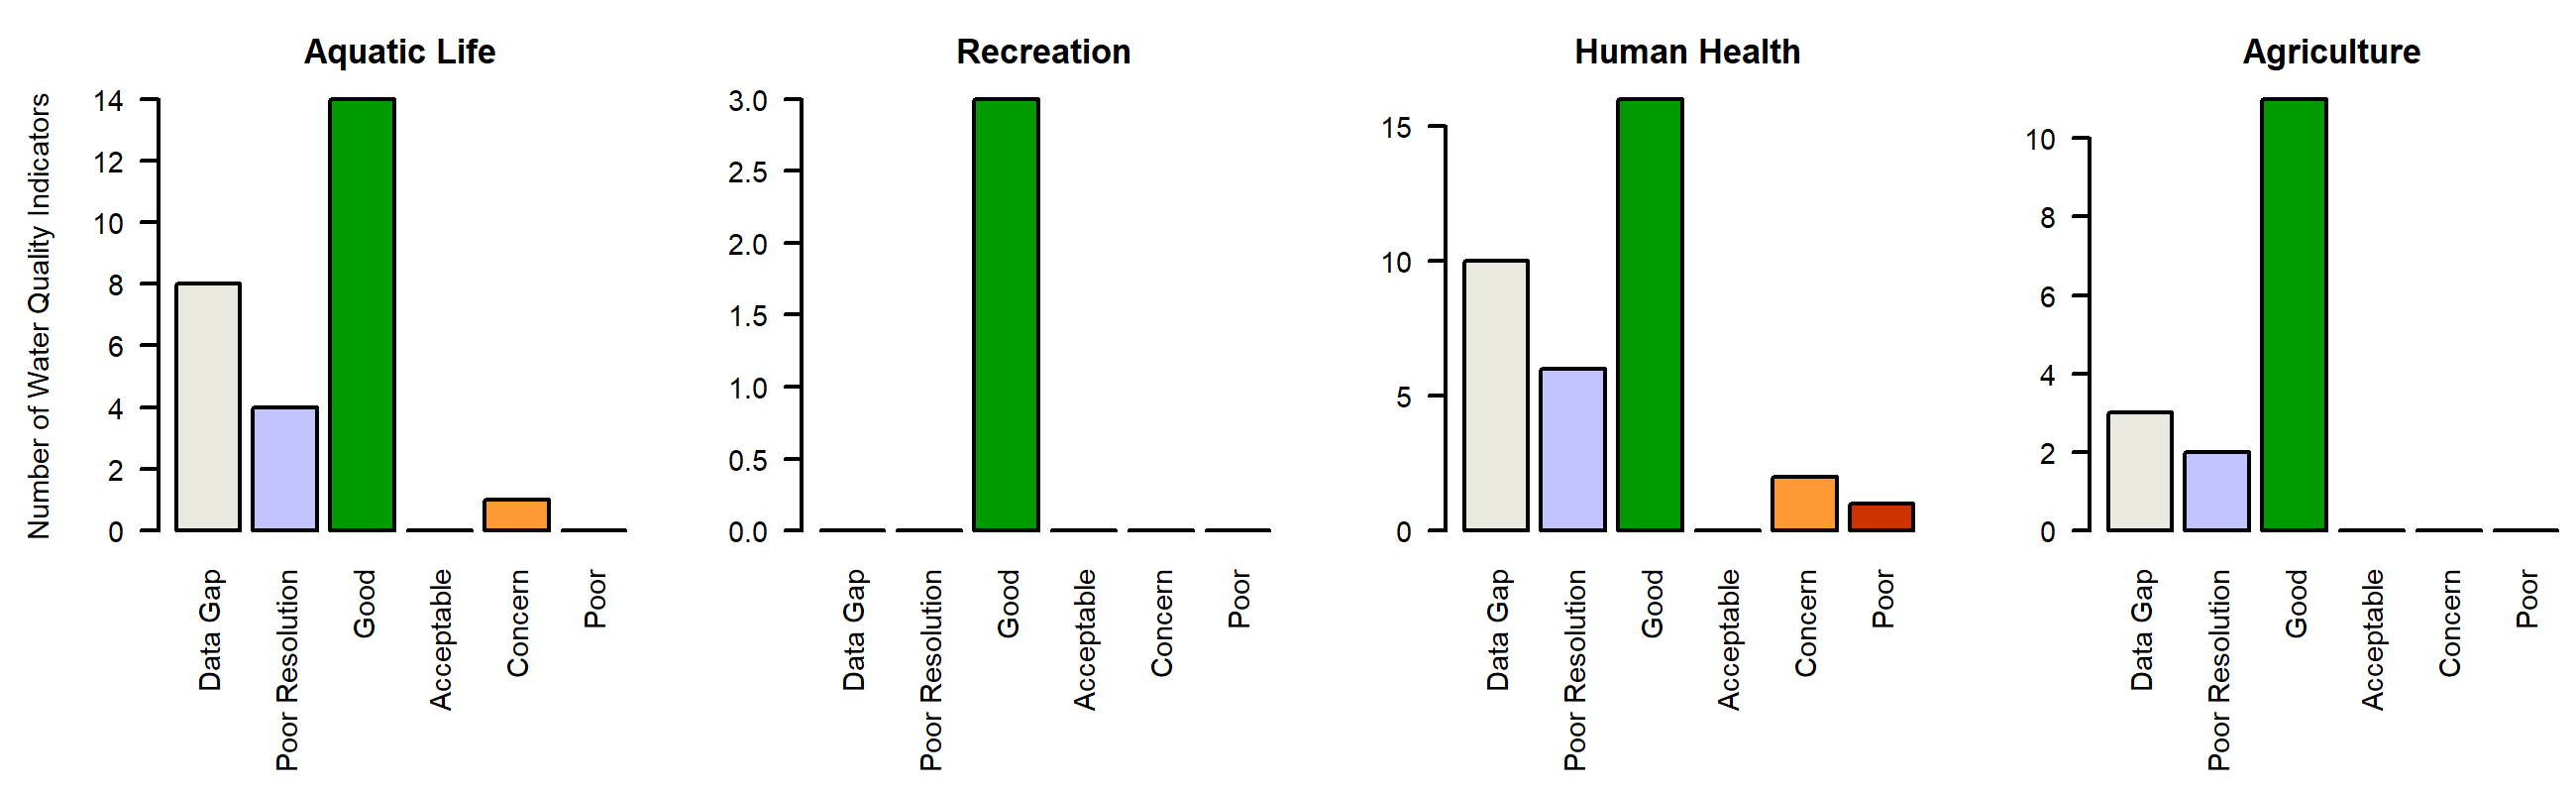 Aquatic Life
Number of Water Quality Indicators
14
12
10
8
6
4
2
0
Data Gap
Poor Resolution
Good
Acceptable
Concern
Poor
Recreation
3.0
2.5
2.0
1.5
1.0
0.5
0.0
Data Gap
Poor Resolution
Good
Acceptable
Concern
Poor
Human Health
15
10
5
0
Data Gap
Poor Resolution
Good
Acceptable
Concern
Poor
Agriculture
10
8
6
4
2
0
Data Gap
Poor Resolution
Good
Acceptable
Concern
Poor